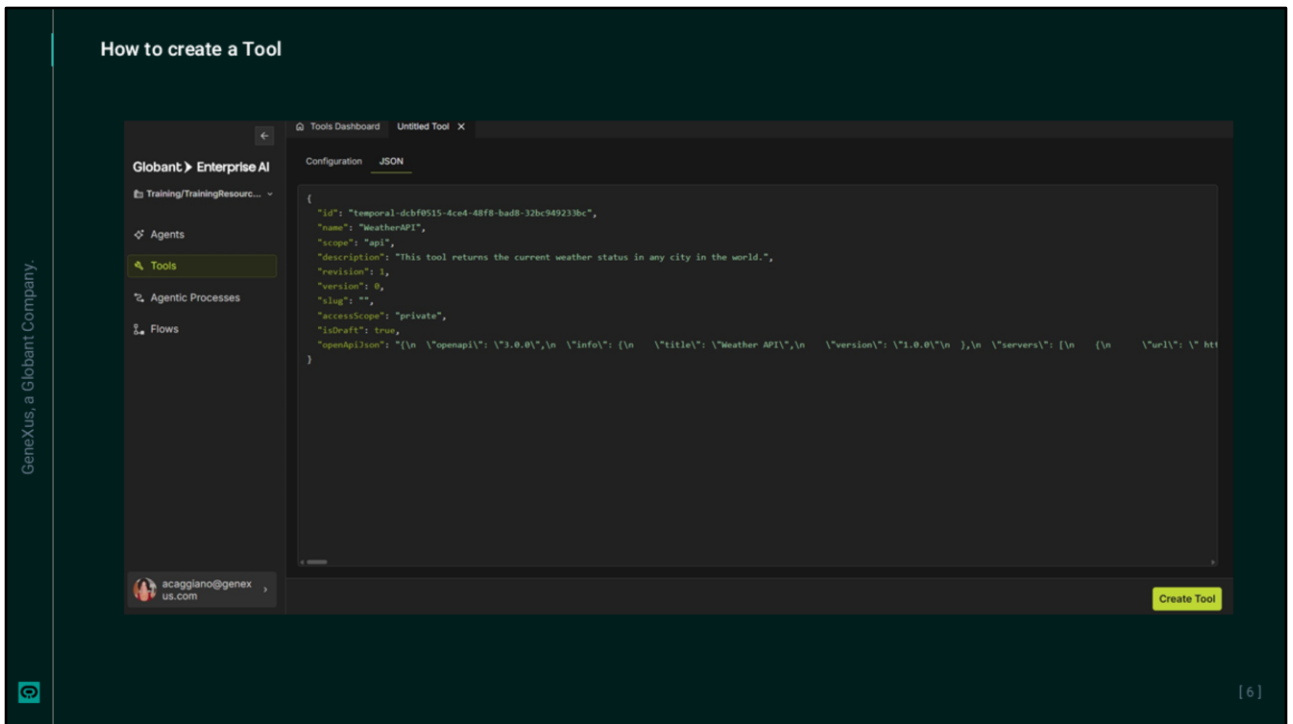 How to create a Tool
Tools Dashboard Untitled Tool X
Globant Enterprise AI
Configuration JSON
Training/TrainingResourc...
Agents
Tools
Agentic Processes
Flows
{
"id": "temporal-dcbf0515-4ce4-48f8-bad8-32bc949233bc",
"name": "WeatherAPI",
"scope": "api",
"description": "This tool returns the current weather status in any city in the world.",
"revision": 1,
"version": 0,
"slug": "",
"accessScope": "private",
"isDraft": true,
"openApiJson": "{\n \"openapi\": \"3.0.0\",\n \"info\": {\n \"title\": \"Weather API\",\n \"version\": \"1.0.0\"\n },\n \"servers\": [\n {\n \"url\": \" htt
}
acaggiano@genex
us.com
Create Tool
GeneXus, a Globant Company.
[ 6 ]